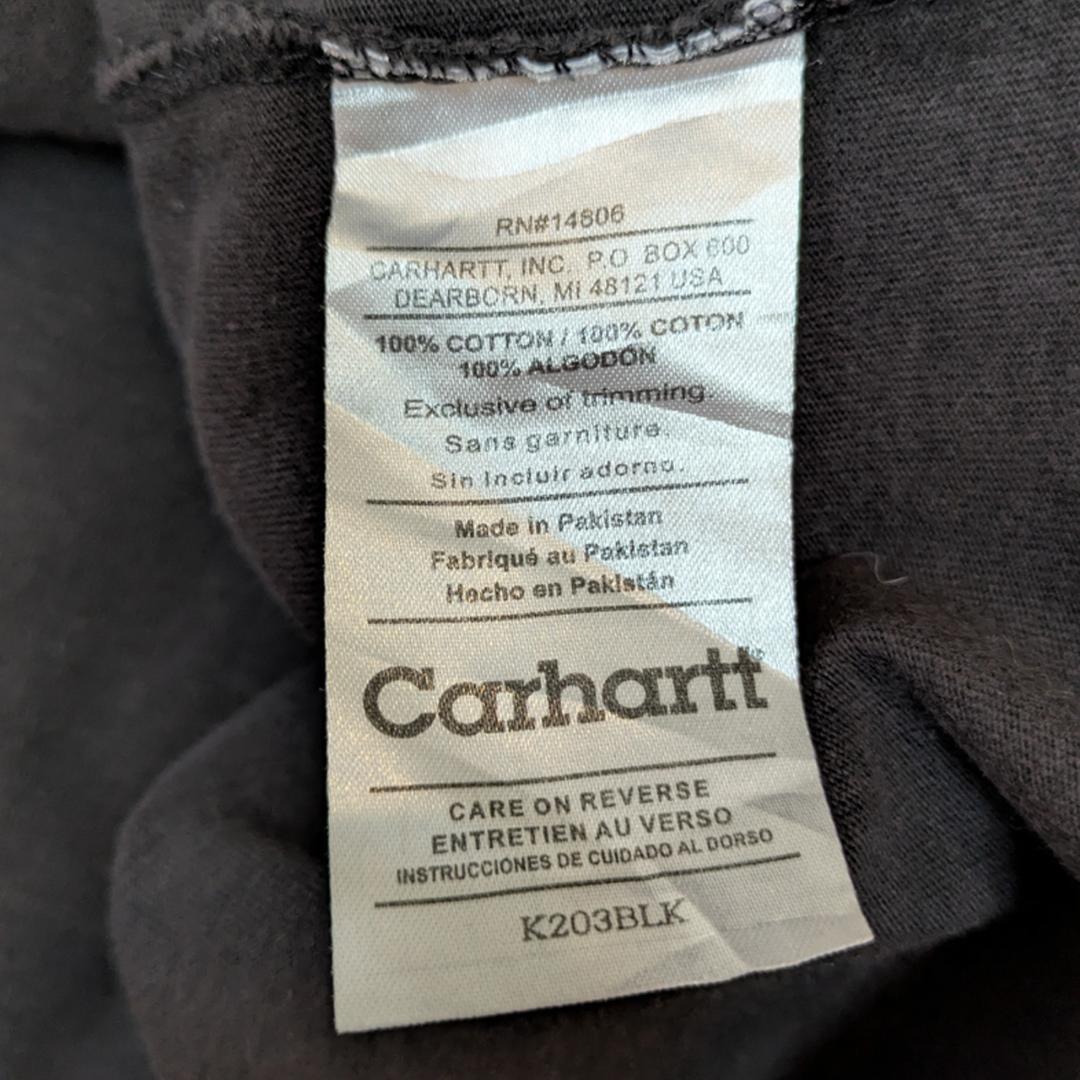 RN#14806
CARHARTT, INC. P.O. BOX 600
DEARBORN, MI 48121 USA
100% COTTON / 100% COTON
100% ALGODÓN
Exclusive of trimming.
Sans garniture.
Sin Incluir adorno.
Made in Pakistan
Fabriqué au Pakistan
Hecho en Pakistán
Carhartt®
CARE ON REVERSE
ENTRETIEN AU VERSO
INSTRUCCIÓNES DE CUIDADO AL DORSO
K203BLK